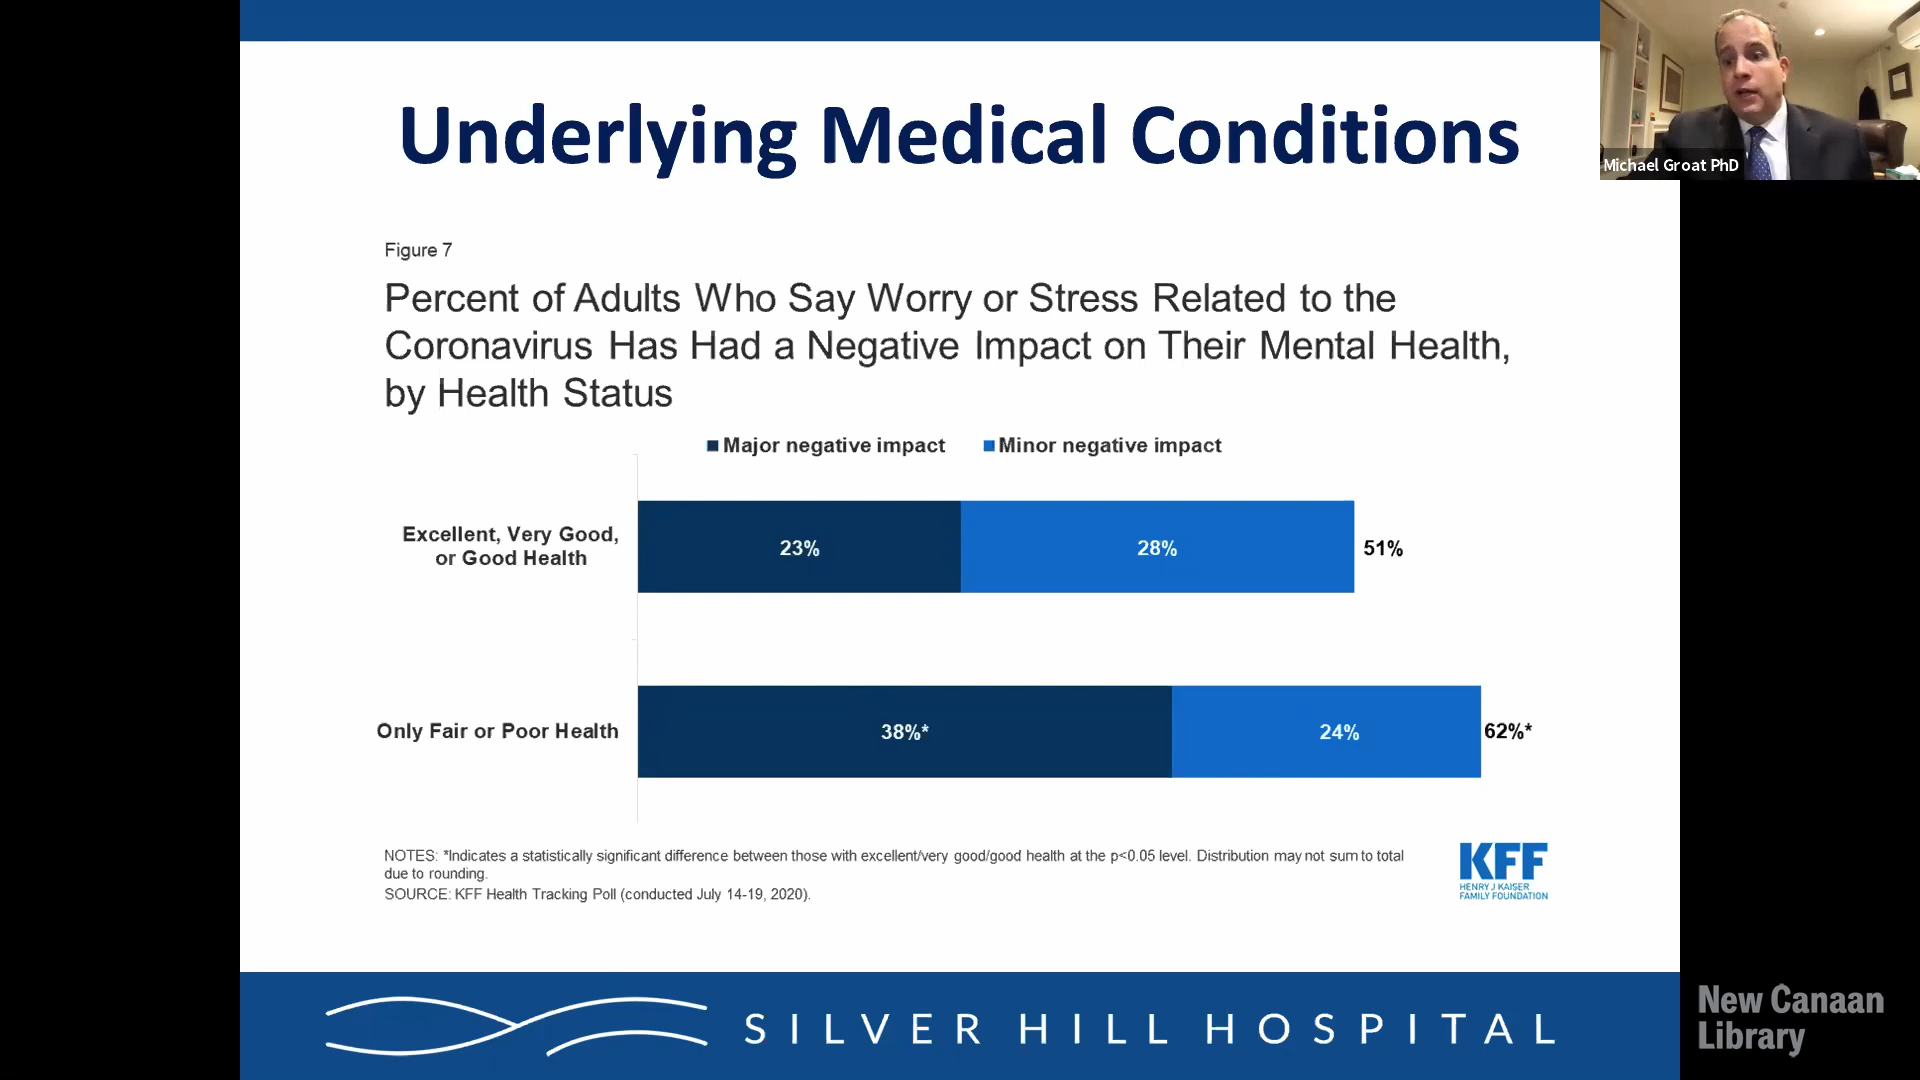 Underlying Medical Conditions
Michael Groat PhD
Figure 7
Percent of Adults Who Say Worry or Stress Related to the
Coronavirus Has Had a Negative Impact on Their Mental Health,
by Health Status
Major negative impact
Minor negative impact
Excellent, Very Good,
or Good Health
23%
28%
51%
Only Fair or Poor Health
38%*
24%
62%*
NOTES: *Indicates a statistically significant difference between those with excellent/very good/good health at the p<0.05 level. Distribution may not sum to total
due to rounding.
SOURCE: KFF Health Tracking Poll (conducted July 14-19, 2020).
KFF
HENRY J KAISER
FAMILY FOUNDATION
SILVER HILL HOSPITAL
New Canaan
Library